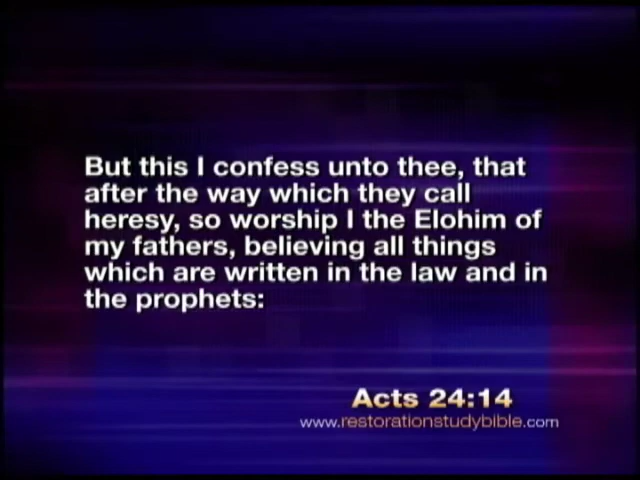 But this I confess unto thee, that
after the way which they call
heresy, so worship I the Elohim of
my fathers, believing all things
which are written in the law and in
the prophets:
Acts 24:14
www.restorationstudybible.com